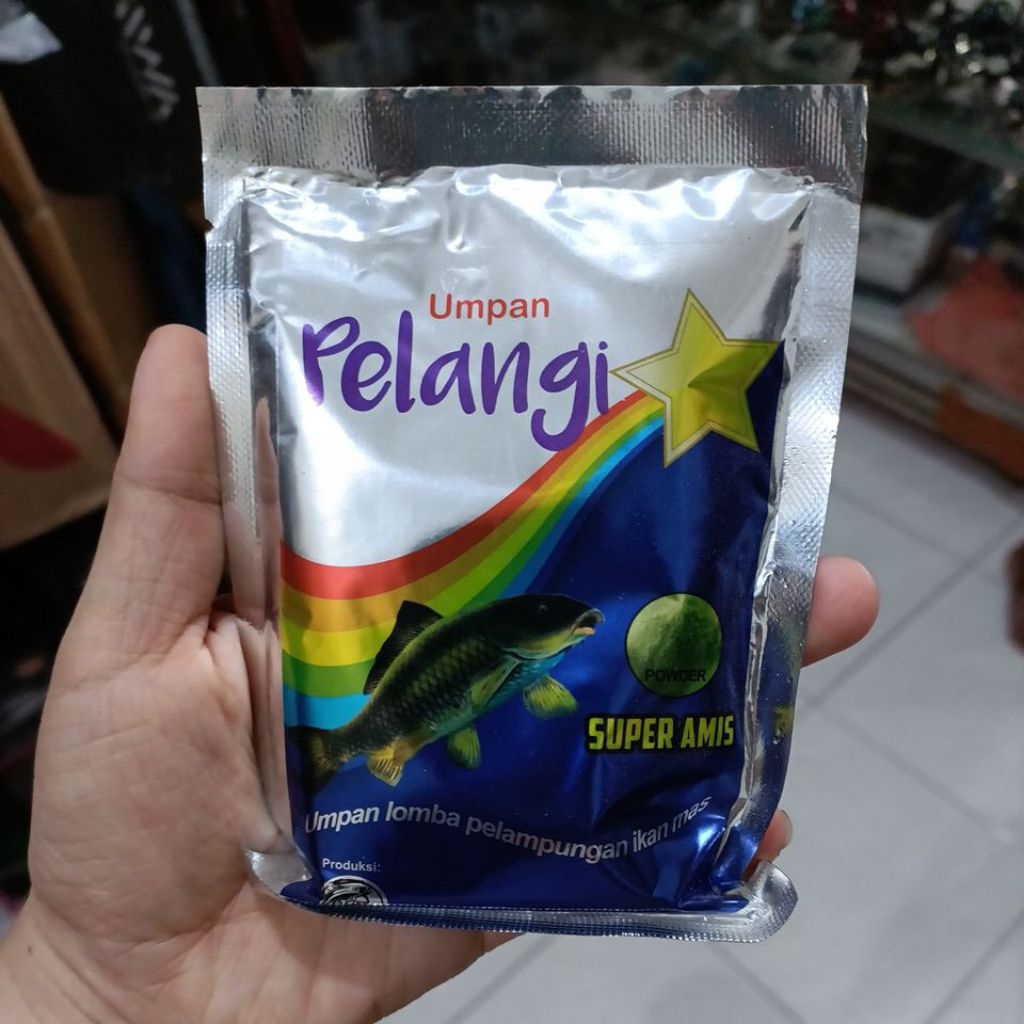 Umpan
Pelangi
POWDER
SUPER AMIS
Umpan lomba pelampungan ikan mas
Produksi: